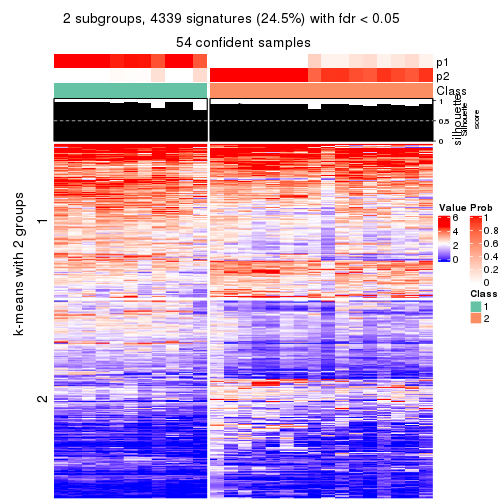 2 subgroups, 4339 signatures (24.5%) with fdr < 0.05
54 confident samples
p1
p2
Class
1
0.5
0
silhouette
Silhouette
score
k-means with 2 groups
1
2
Value
6
4
2
0
Prob
1
0.8
0.6
0.4
0.2
0
Class
1
2